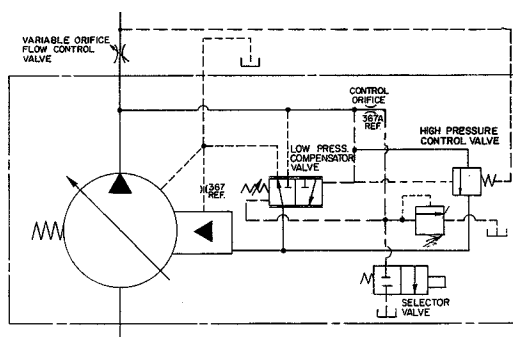 VARIABLE ORIFICE
FLOW CONTROL
VALVE
CONTROL
ORIFICE
367A
REF.
HIGH PRESSURE
CONTROL VALVE
LOW PRESS.
COMPENSATOR
VALVE
367
REF.
SELECTOR
VALVE